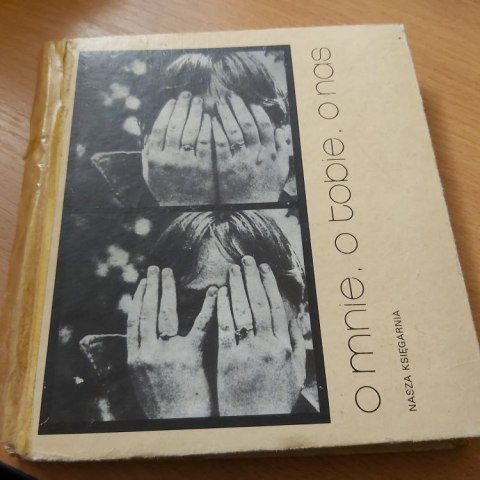 o mnie, o tobie, o nas
NASZA KSIĘGARNIA